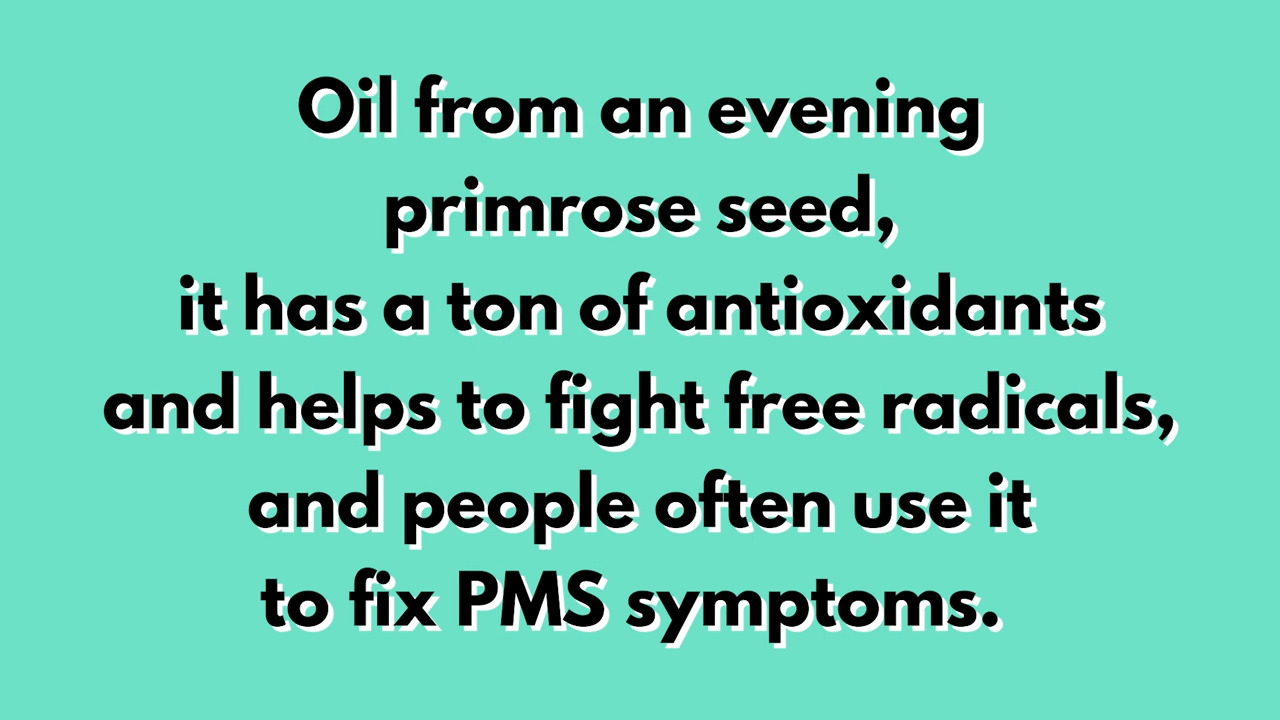 Oil from an evening
primrose seed,
it has a ton of antioxidants
and helps to fight free radicals,
and people often use it
to fix PMS symptoms.